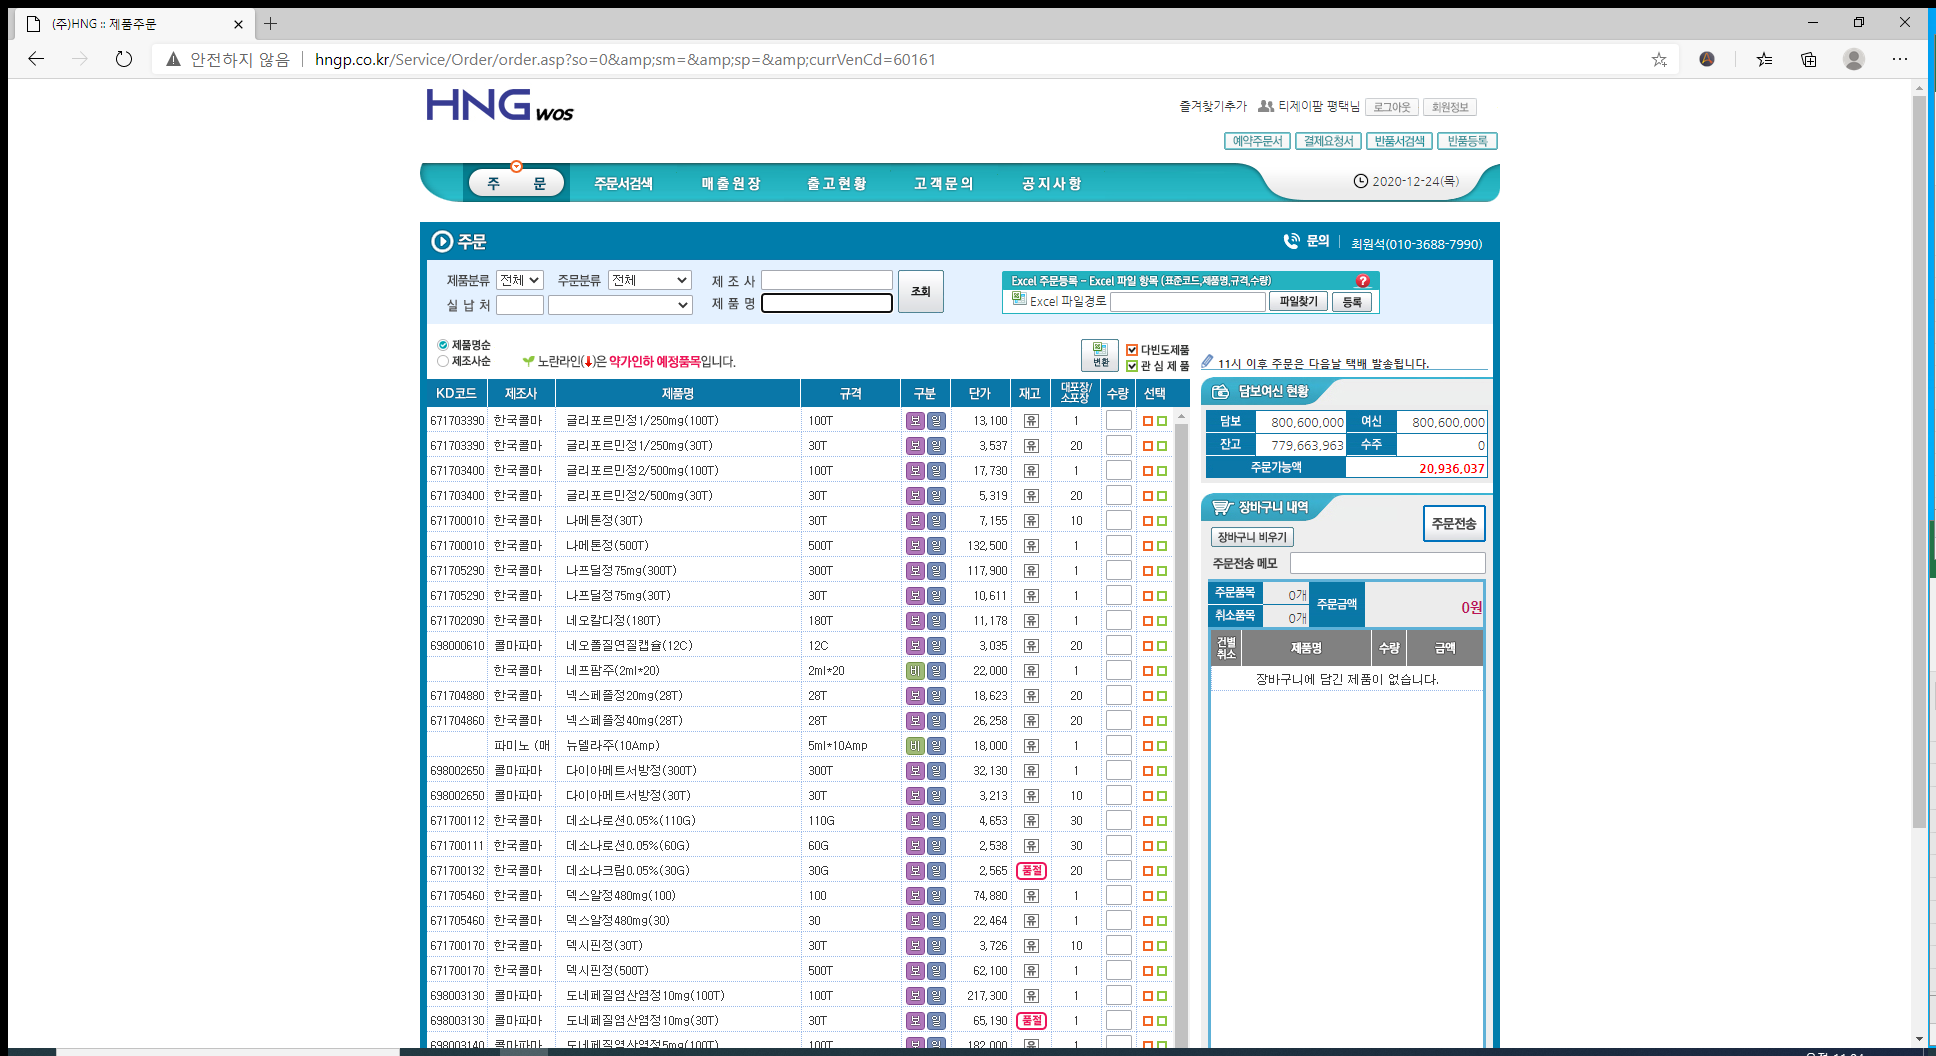 (주)HNG :: 제품주문
안전하지 않음 hngp.co.kr/Service/Order/order.asp?so=0&amp;sm=&amp;sp=&amp;currVenCd=60161
HNG wos
즐겨찾기추가 티제이팜 평택님 로그아웃 회원정보
예약주문서 결제요청서 반품서검색 반품등록
주 문 주문서검색 매출원장 출고현황 고객문의 공지사항 2020-12-24(목)
주문 문의 최원석(010-3688-7990)
제품분류 전체 주문분류 전체 제 조 사 조회
실 납 처 제 품 명
Excel 주문등록 - Excel 파일 항목 (표준코드,제품명,규격,수량) ?
Excel 파일경로 파일찾기 등록
제품명순
제조사순 노란라인(↓)은 약가인하 예정품목입니다.
변환 다빈도제품
관 심 제 품
11시 이후 주문은 다음날 택배 발송됩니다.
KD코드 제조사 제품명 규격 구분 단가 재고 대포장/소포장 수량 선택
671703390 한국콜마 글리포르민정1/250mg(100T) 100T 보 일 13,100 유 1
671703390 한국콜마 글리포르민정1/250mg(30T) 30T 보 일 3,537 유 20
671703400 한국콜마 글리포르민정2/500mg(100T) 100T 보 일 17,730 유 1
671703400 한국콜마 글리포르민정2/500mg(30T) 30T 보 일 5,319 유 20
671700010 한국콜마 나메톤정(30T) 30T 보 일 7,155 유 10
671700010 한국콜마 나메톤정(500T) 500T 보 일 132,500 유 1
671705290 한국콜마 나프덜정75mg(300T) 300T 보 일 117,900 유 1
671705290 한국콜마 나프덜정75mg(30T) 30T 보 일 10,611 유 1
671702090 한국콜마 네오칼디정(180T) 180T 보 일 11,178 유 1
698000610 콜마파마 네오폴질연질캡슐(12C) 12C 보 일 3,035 유 20
한국콜마 네프팜주(2ml*20) 2ml*20 비 일 22,000 유 1
671704880 한국콜마 넥스페플정20mg(28T) 28T 보 일 18,623 유 20
671704860 한국콜마 넥스페플정40mg(28T) 28T 보 일 26,258 유 20
파미노 (매 뉴델라주(10Amp) 5ml*10Amp 비 일 18,000 유 1
698002650 콜마파마 다이아메트서방정(300T) 300T 보 일 32,130 유 1
698002650 콜마파마 다이아메트서방정(30T) 30T 보 일 3,213 유 10
671700112 한국콜마 데소나로션0.05%(110G) 110G 보 일 4,653 유 30
671700111 한국콜마 데소나로션0.05%(60G) 60G 보 일 2,538 유 30
671700132 한국콜마 데소나크림0.05%(30G) 30G 보 일 2,565 품절 20
671705460 한국콜마 덱스알정480mg(100) 100 보 일 74,880 유 1
671705460 한국콜마 덱스알정480mg(30) 30 보 일 22,464 유 1
671700170 한국콜마 덱시핀정(30T) 30T 보 일 3,726 유 10
671700170 한국콜마 덱시핀정(500T) 500T 보 일 62,100 유 1
698003130 콜마파마 도네페질염산염정10mg(100T) 100T 보 일 217,300 유 1
698003130 콜마파마 도네페질염산염정10mg(30T) 30T 보 일 65,190 품절 1
698003140 콜마파마 도네페질염산염정5mg(100T) 100T 보 일 182,000 유 1
담보여신 현황
담보 800,600,000 여신 800,600,000
잔고 779,663,963 수주 0
주문가능액 20,936,037
장바구니 내역 주문전송
장바구니 비우기
주문전송 메모
주문품목 0개 주문금액 0원
취소품목 0개
건별취소 제품명 수량 금액
장바구니에 담긴 제품이 없습니다.